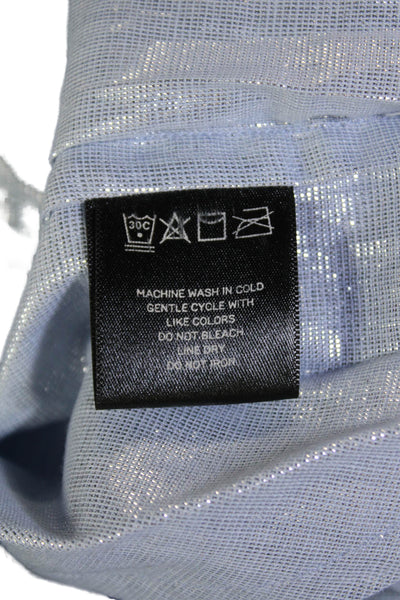 30C
MACHINE WASH IN COLD
GENTLE CYCLE WITH
LIKE COLORS
DO NOT BLEACH
LINE DRY
DO NOT IRON